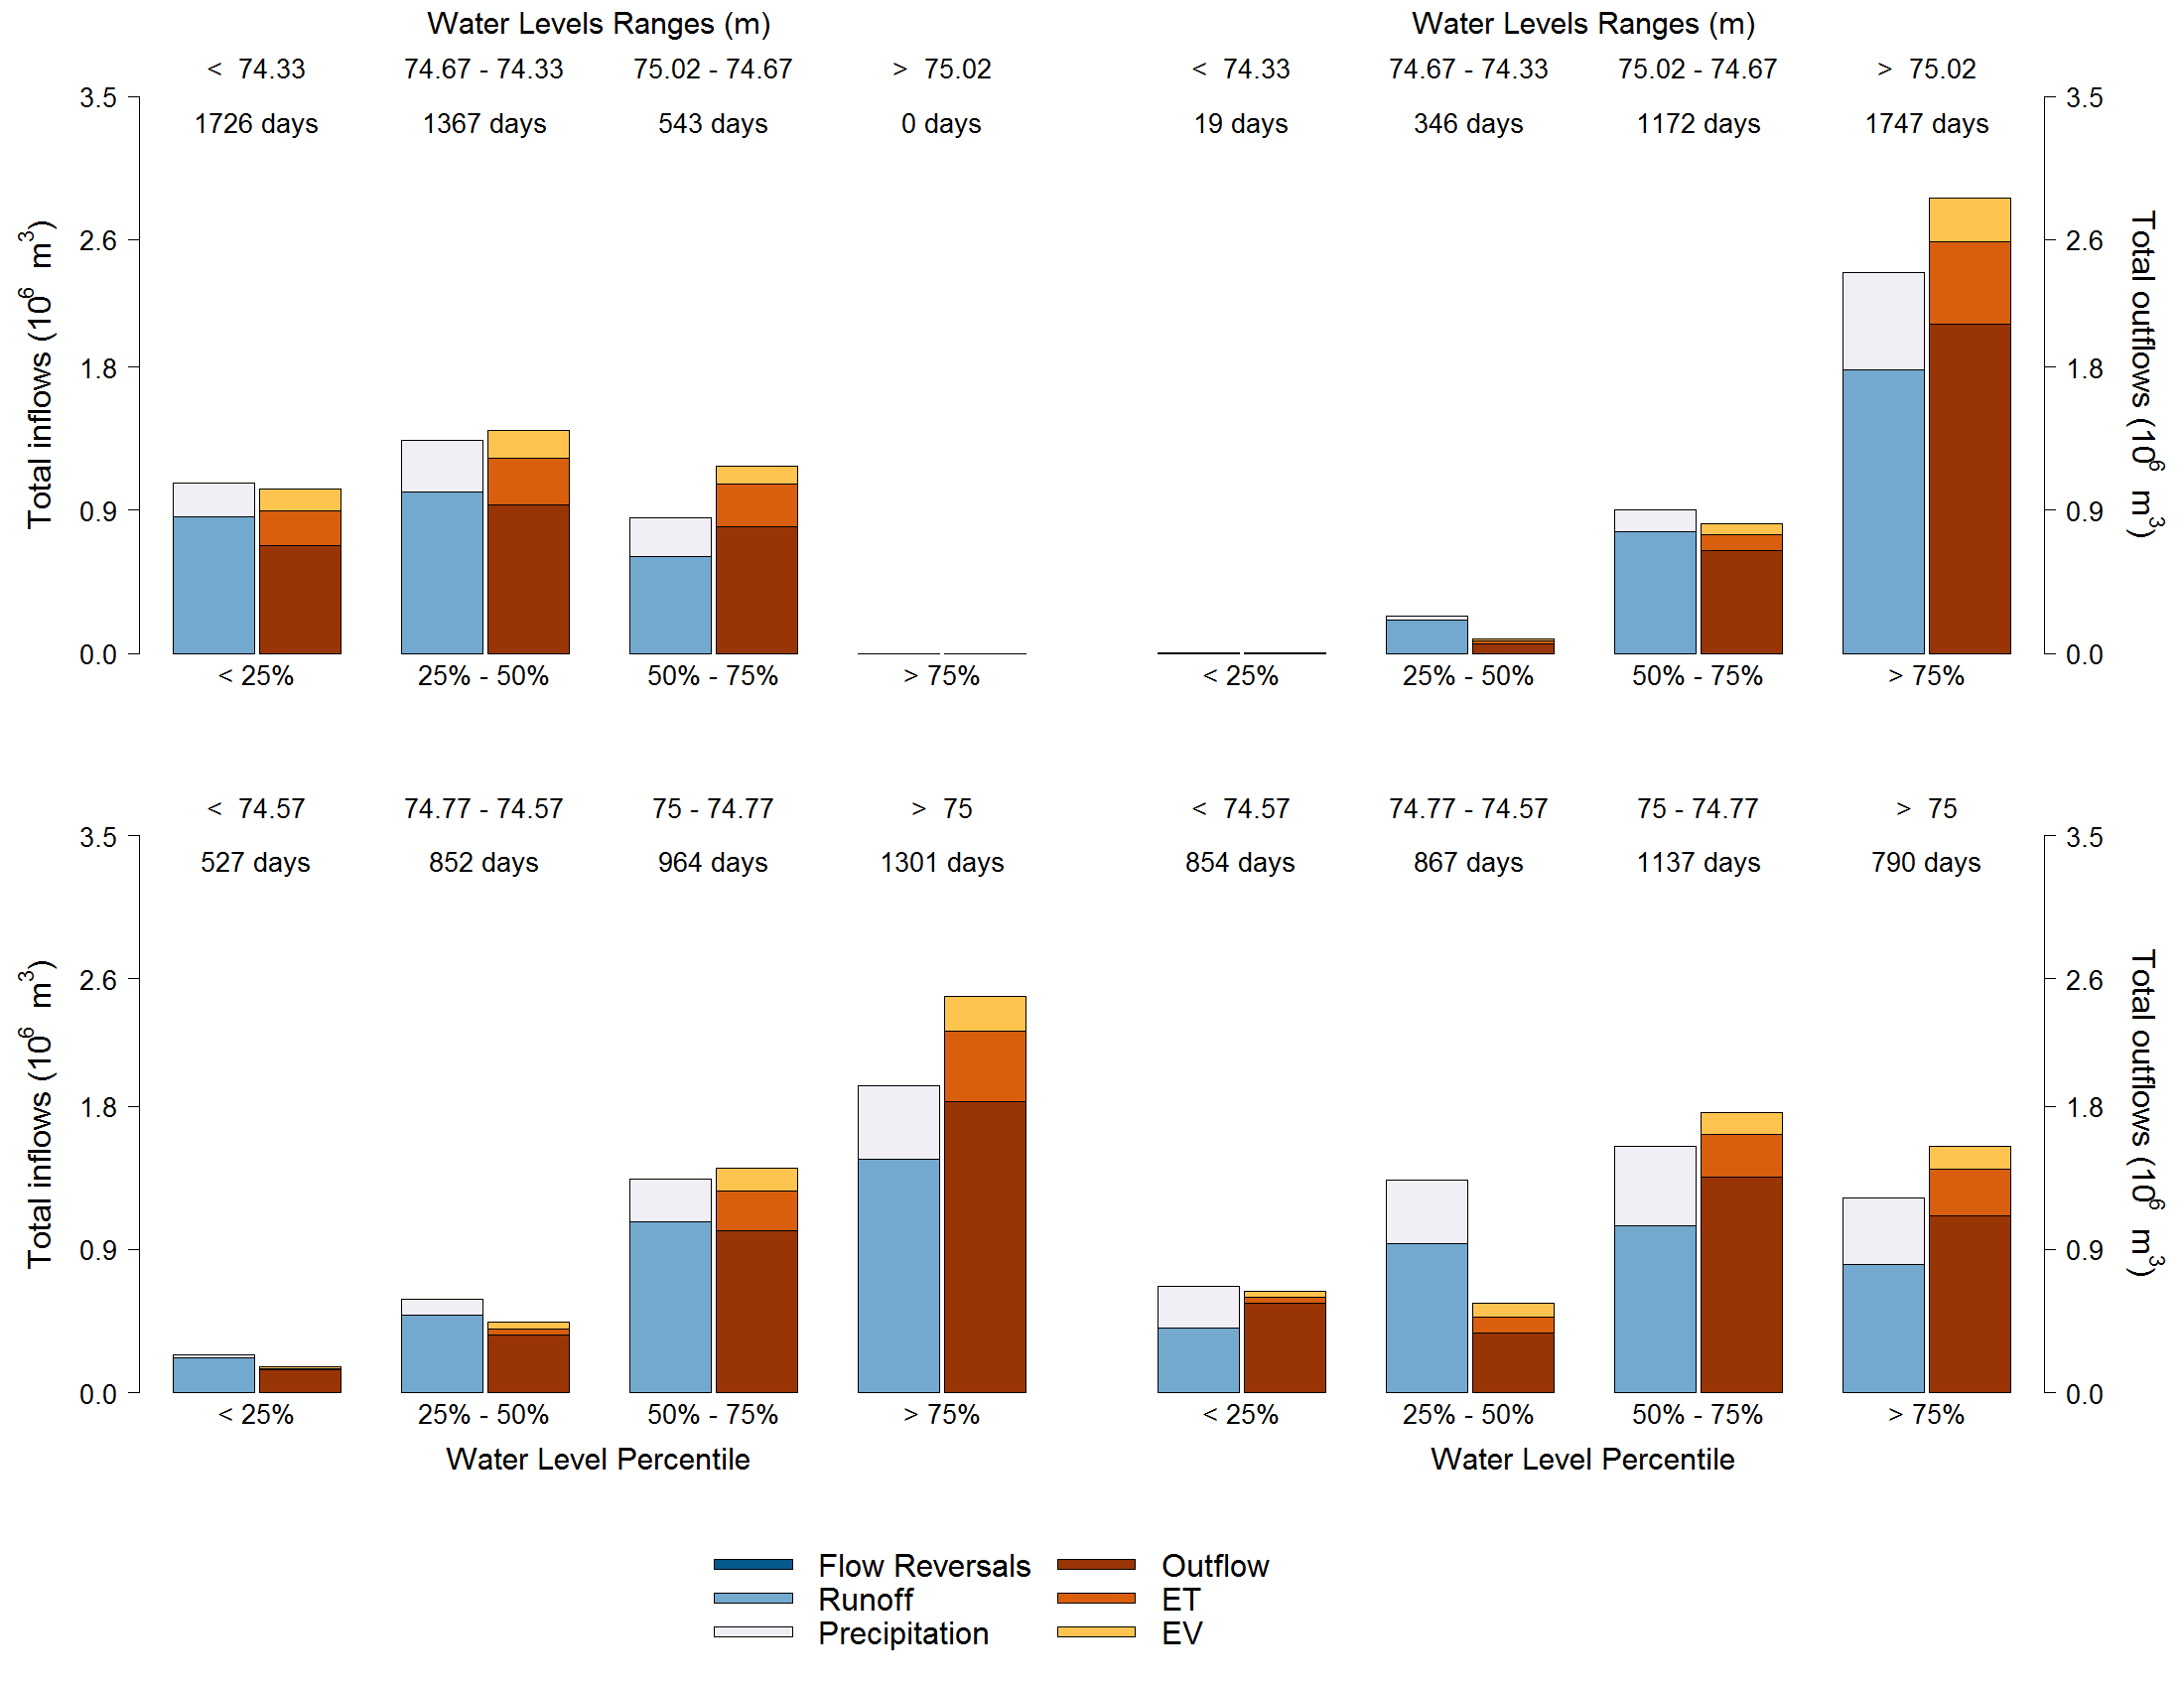 Water Levels Ranges (m) Water Levels Ranges (m)
< 74.33 74.67 - 74.33 75.02 - 74.67 > 75.02 < 74.33 74.67 - 74.33 75.02 - 74.67 > 75.02
3.5 3.5
1726 days 1367 days 543 days 0 days 19 days 346 days 1172 days 1747 days
2.6 2.6
1.8 1.8
0.9 0.9
0.0 0.0
Total inflows (10⁶ m³)
Total outflows (10⁶ m³)
< 25% 25% - 50% 50% - 75% > 75% < 25% 25% - 50% 50% - 75% > 75%
< 74.57 74.77 - 74.57 75 - 74.77 > 75 < 74.57 74.77 - 74.57 75 - 74.77 > 75
3.5 3.5
527 days 852 days 964 days 1301 days 854 days 867 days 1137 days 790 days
2.6 2.6
1.8 1.8
0.9 0.9
0.0 0.0
Total inflows (10⁶ m³)
Total outflows (10⁶ m³)
< 25% 25% - 50% 50% - 75% > 75% < 25% 25% - 50% 50% - 75% > 75%
Water Level Percentile Water Level Percentile
Flow Reversals Outflow
Runoff ET
Precipitation EV